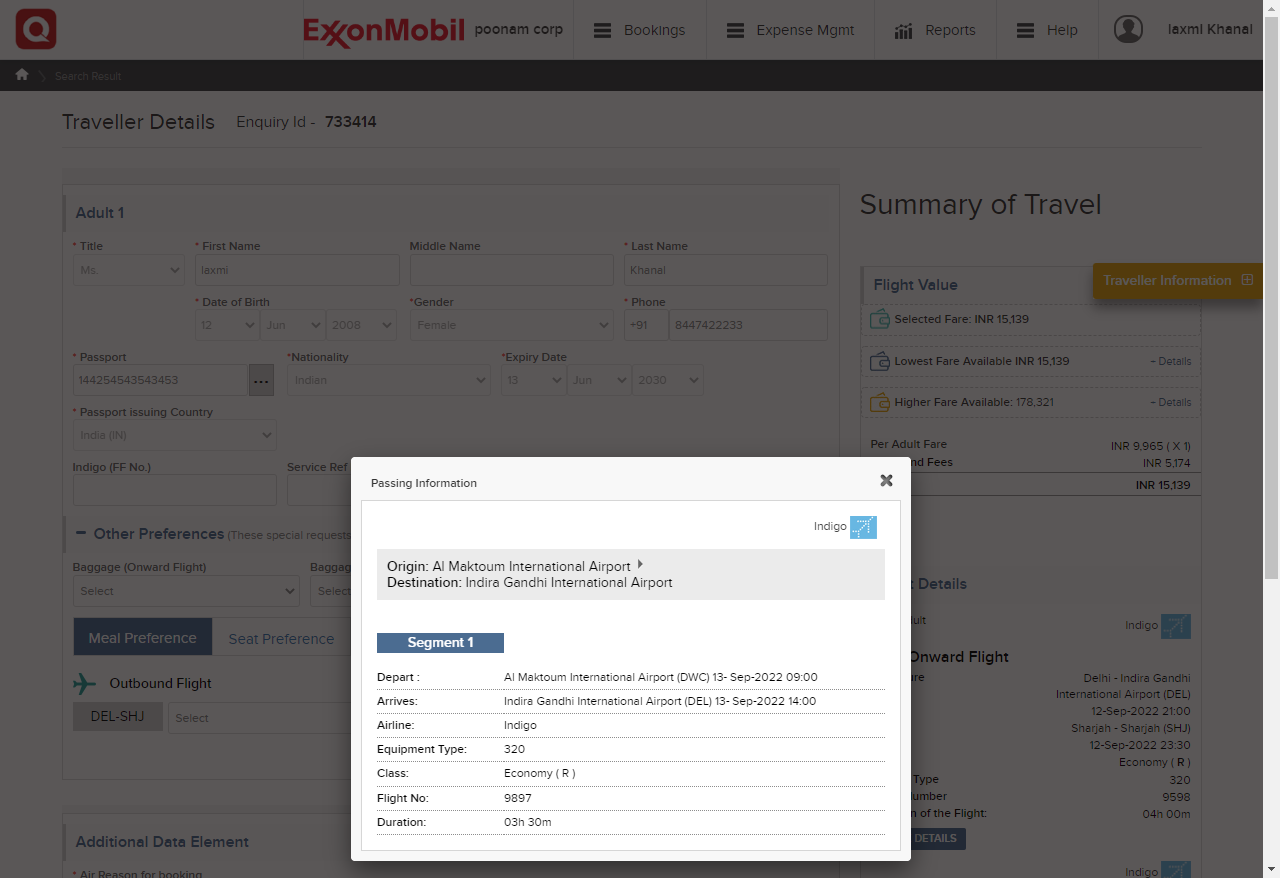 ExxonMobil poonam corp Bookings Expense Mgmt Reports Help laxmi Khanal
Search Result
Traveller Details Enquiry Id - 733414
Adult 1
* Title * First Name Middle Name * Last Name
Ms. laxmi Khanal
* Date of Birth *Gender * Phone
12 Jun 2008 Female +91 8447422233
* Passport *Nationality *Expiry Date
144254543543453 ... Indian 13 Jun 2030
* Passport issuing Country
India (IN)
Indigo (FF No.) Service Ref
Other Preferences (These special requests
Baggage (Onward Flight) Baggag
Select Select
Meal Preference Seat Preference
Outbound Flight
DEL-SHJ Select
Additional Data Element
* Air Reason for booking
Summary of Travel
Flight Value
Traveller Information
Selected Fare: INR 15,139
Lowest Fare Available INR 15,139 - Details
Higher Fare Available: 178,321 - Details
Per Adult Fare INR 9,965 ( X 1)
nd Fees INR 5,174
INR 15,139
t Details
ult Indigo
Onward Flight
ure Delhi - Indira Gandhi
International Airport (DEL)
12-Sep-2022 21:00
Sharjah - Sharjah (SHJ)
12-Sep-2022 23:30
Economy ( R )
Type 320
umber 9598
n of the Flight: 04h 00m
DETAILS
Indigo
Passing Information
Indigo
Origin: Al Maktoum International Airport
Destination: Indira Gandhi International Airport
Segment 1
Depart : Al Maktoum International Airport (DWC) 13- Sep-2022 09:00
Arrives: Indira Gandhi International Airport (DEL) 13- Sep-2022 14:00
Airline: Indigo
Equipment Type: 320
Class: Economy ( R )
Flight No: 9897
Duration: 03h 30m